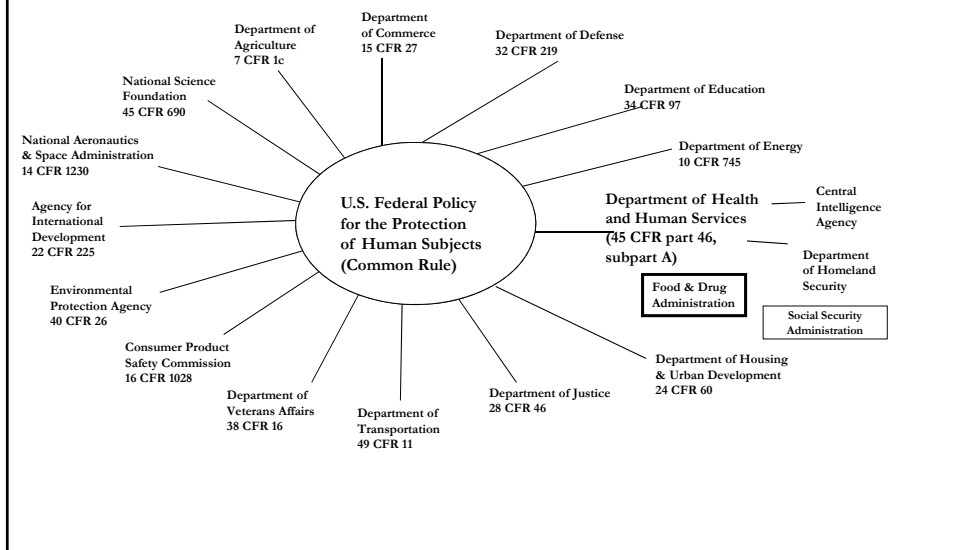 Department
of Commerce
15 CFR 27
Department of
Agriculture
7 CFR 1c
Department of Defense
32 CFR 219
National Science
Foundation
45 CFR 690
Department of Education
34 CFR 97
National Aeronautics
& Space Administration
14 CFR 1230
Department of Energy
10 CFR 745
Agency for
International
Development
22 CFR 225
U.S. Federal Policy
for the Protection
of Human Subjects
(Common Rule)
Department of Health
and Human Services
(45 CFR part 46,
subpart A)
Central
Intelligence
Agency
Department
of Homeland
Security
Food & Drug
Administration
Social Security
Administration
Environmental
Protection Agency
40 CFR 26
Consumer Product
Safety Commission
16 CFR 1028
Department of
Veterans Affairs
38 CFR 16
Department of
Transportation
49 CFR 11
Department of Justice
28 CFR 46
Department of Housing
& Urban Development
24 CFR 60